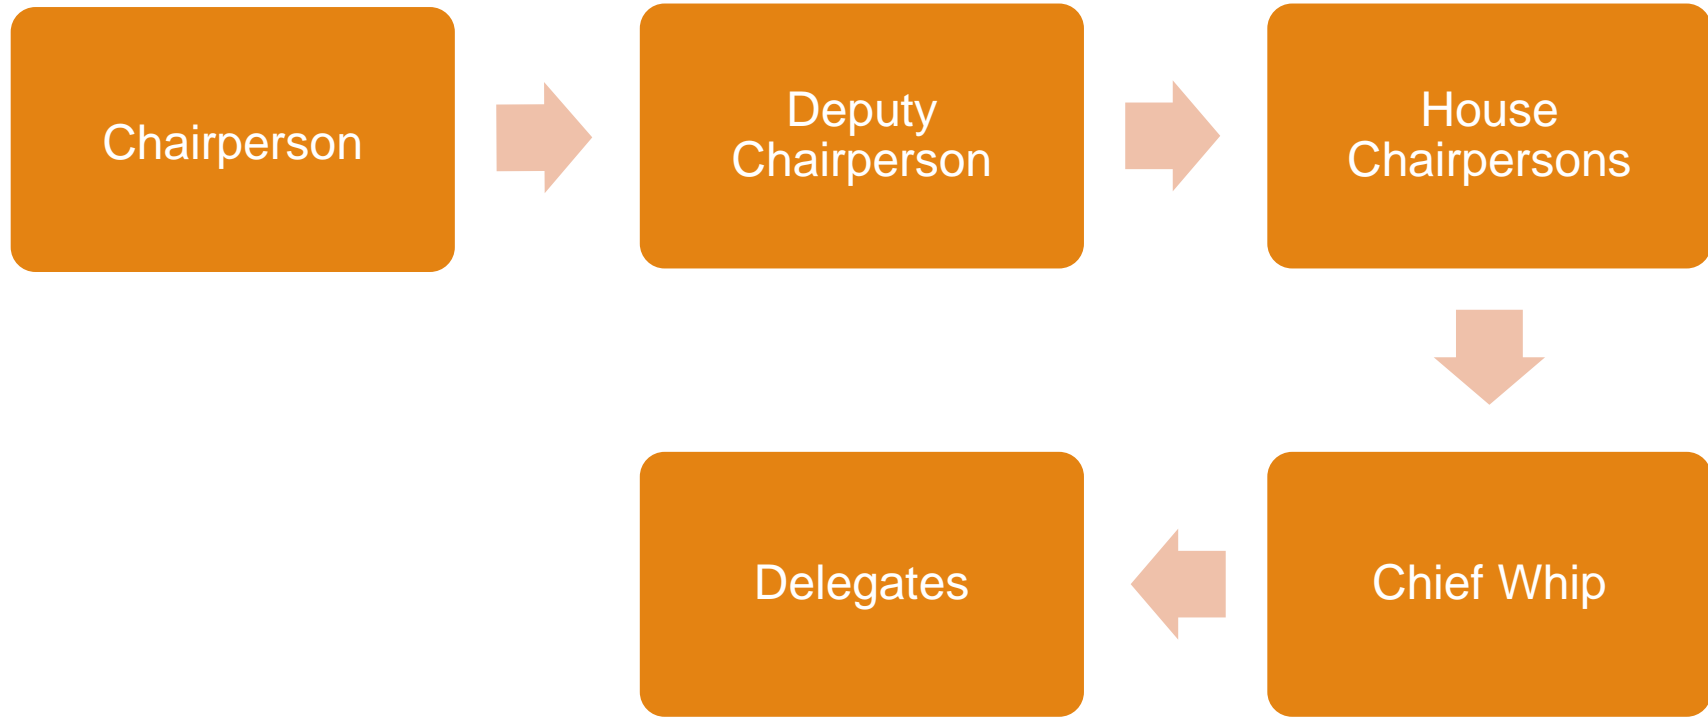 Chairperson
Deputy
Chairperson
House
Chairpersons
Chief Whip
Delegates